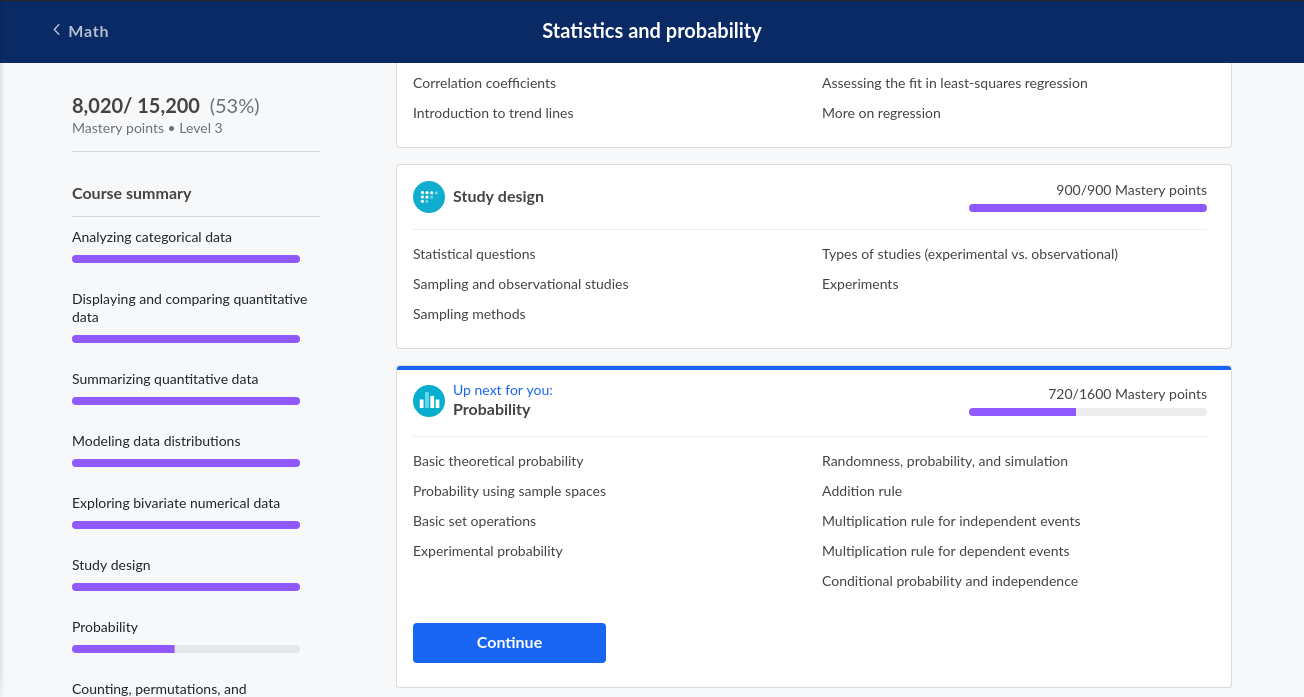 Math
Statistics and probability
8,020/ 15,200 (53%)
Mastery points • Level 3
Course summary
Analyzing categorical data
Displaying and comparing quantitative
data
Summarizing quantitative data
Modeling data distributions
Exploring bivariate numerical data
Study design
Probability
Counting, permutations, and
Correlation coefficients
Introduction to trend lines
Assessing the fit in least-squares regression
More on regression
Study design
900/900 Mastery points
Statistical questions
Sampling and observational studies
Sampling methods
Types of studies (experimental vs. observational)
Experiments
Up next for you:
Probability
720/1600 Mastery points
Basic theoretical probability
Probability using sample spaces
Basic set operations
Experimental probability
Randomness, probability, and simulation
Addition rule
Multiplication rule for independent events
Multiplication rule for dependent events
Conditional probability and independence
Continue